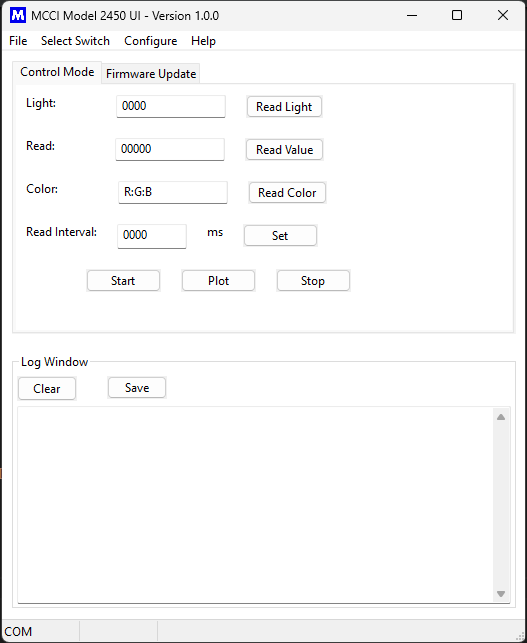 M MCCI Model 2450 UI - Version 1.0.0
File Select Switch Configure Help
Control Mode Firmware Update
Light: 0000 Read Light
Read: 00000 Read Value
Color: R:G:B Read Color
Read Interval: 0000 ms Set
Start Plot Stop
Log Window
Clear Save
COM